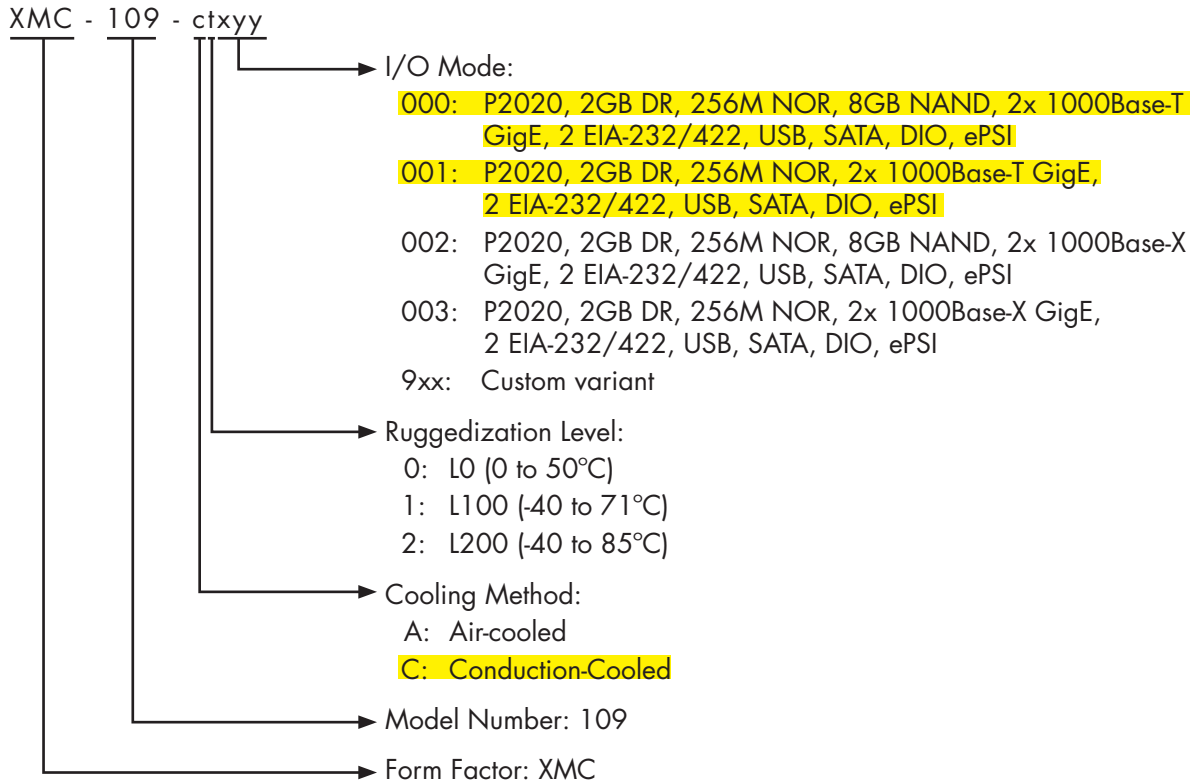 XMC - 109 - ctxyy
I/O Mode:
000: P2020, 2GB DR, 256M NOR, 8GB NAND, 2x 1000Base-T
GigE, 2 EIA-232/422, USB, SATA, DIO, ePSI
001: P2020, 2GB DR, 256M NOR, 2x 1000Base-T GigE,
2 EIA-232/422, USB, SATA, DIO, ePSI
002: P2020, 2GB DR, 256M NOR, 8GB NAND, 2x 1000Base-X
GigE, 2 EIA-232/422, USB, SATA, DIO, ePSI
003: P2020, 2GB DR, 256M NOR, 2x 1000Base-X GigE,
2 EIA-232/422, USB, SATA, DIO, ePSI
9xx: Custom variant
Ruggedization Level:
0: L0 (0 to 50°C)
1: L100 (-40 to 71°C)
2: L200 (-40 to 85°C)
Cooling Method:
A: Air-cooled
C: Conduction-Cooled
Model Number: 109
Form Factor: XMC